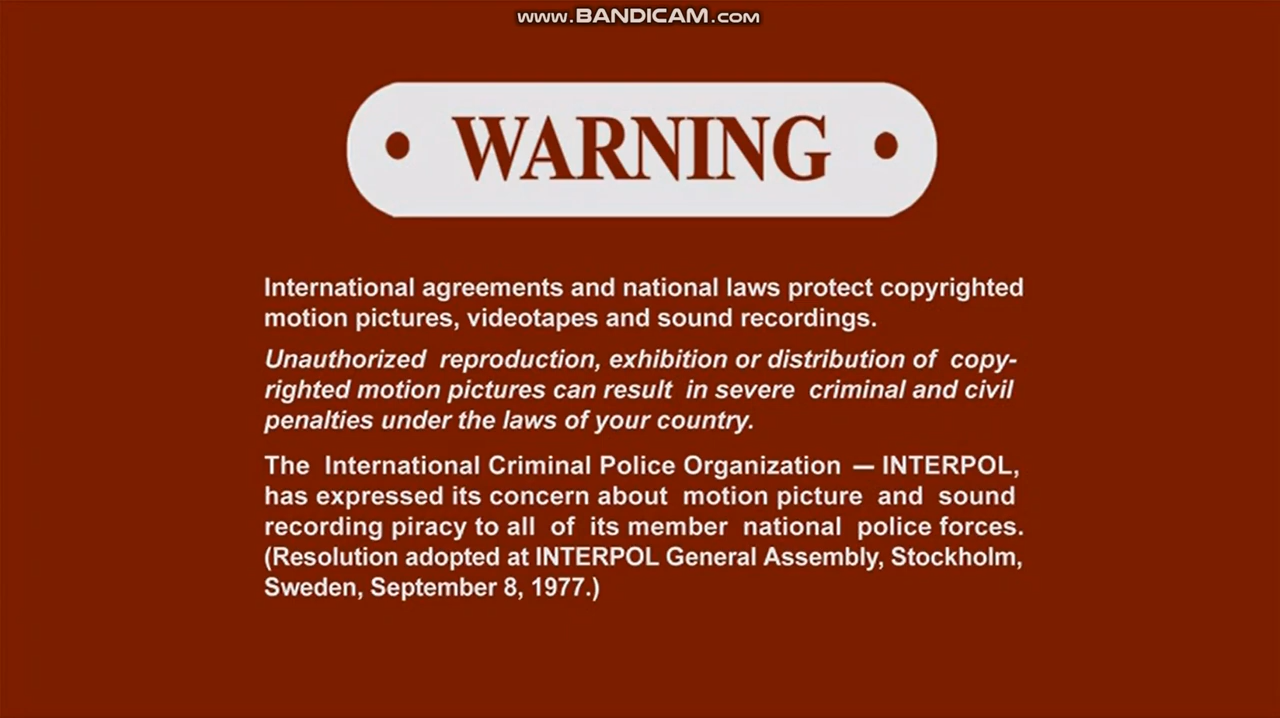 www.BANDICAM.com
WARNING
International agreements and national laws protect copyrighted
motion pictures, videotapes and sound recordings.
Unauthorized reproduction, exhibition or distribution of copy-
righted motion pictures can result in severe criminal and civil
penalties under the laws of your country.
The International Criminal Police Organization — INTERPOL,
has expressed its concern about motion picture and sound
recording piracy to all of its member national police forces.
(Resolution adopted at INTERPOL General Assembly, Stockholm,
Sweden, September 8, 1977.)